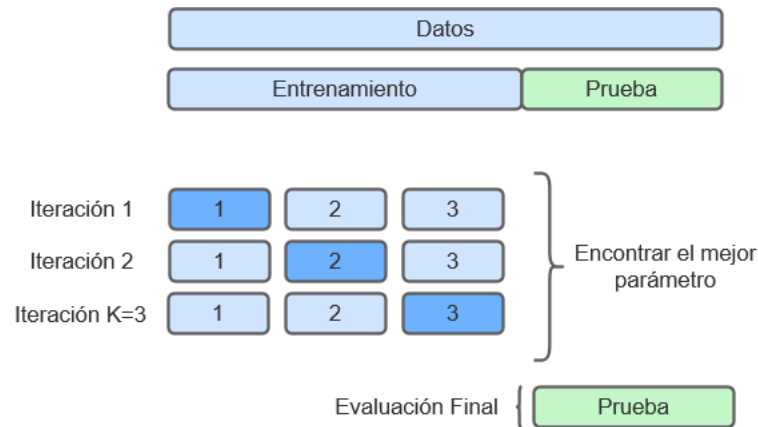 Datos
Entrenamiento Prueba
Iteración 1 1 2 3
Iteración 2 1 2 3
Encontrar el mejor
parámetro
Iteración K=3 1 2 3
Evaluación Final Prueba